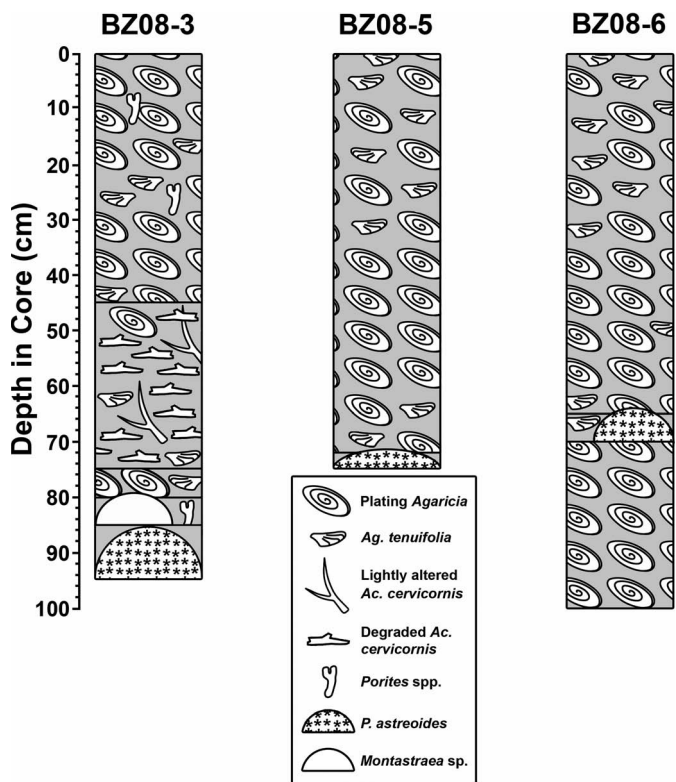 BZ08-3
BZ08-5
BZ08-6
Depth in Core (cm)
0
10
20
30
40
50
60
70
80
90
100
Plating Agaricia
Ag. tenuifolia
Lightly altered
Ac. cervicornis
Degraded Ac.
cervicornis
Porites spp.
P. astreoides
Montastraea sp.